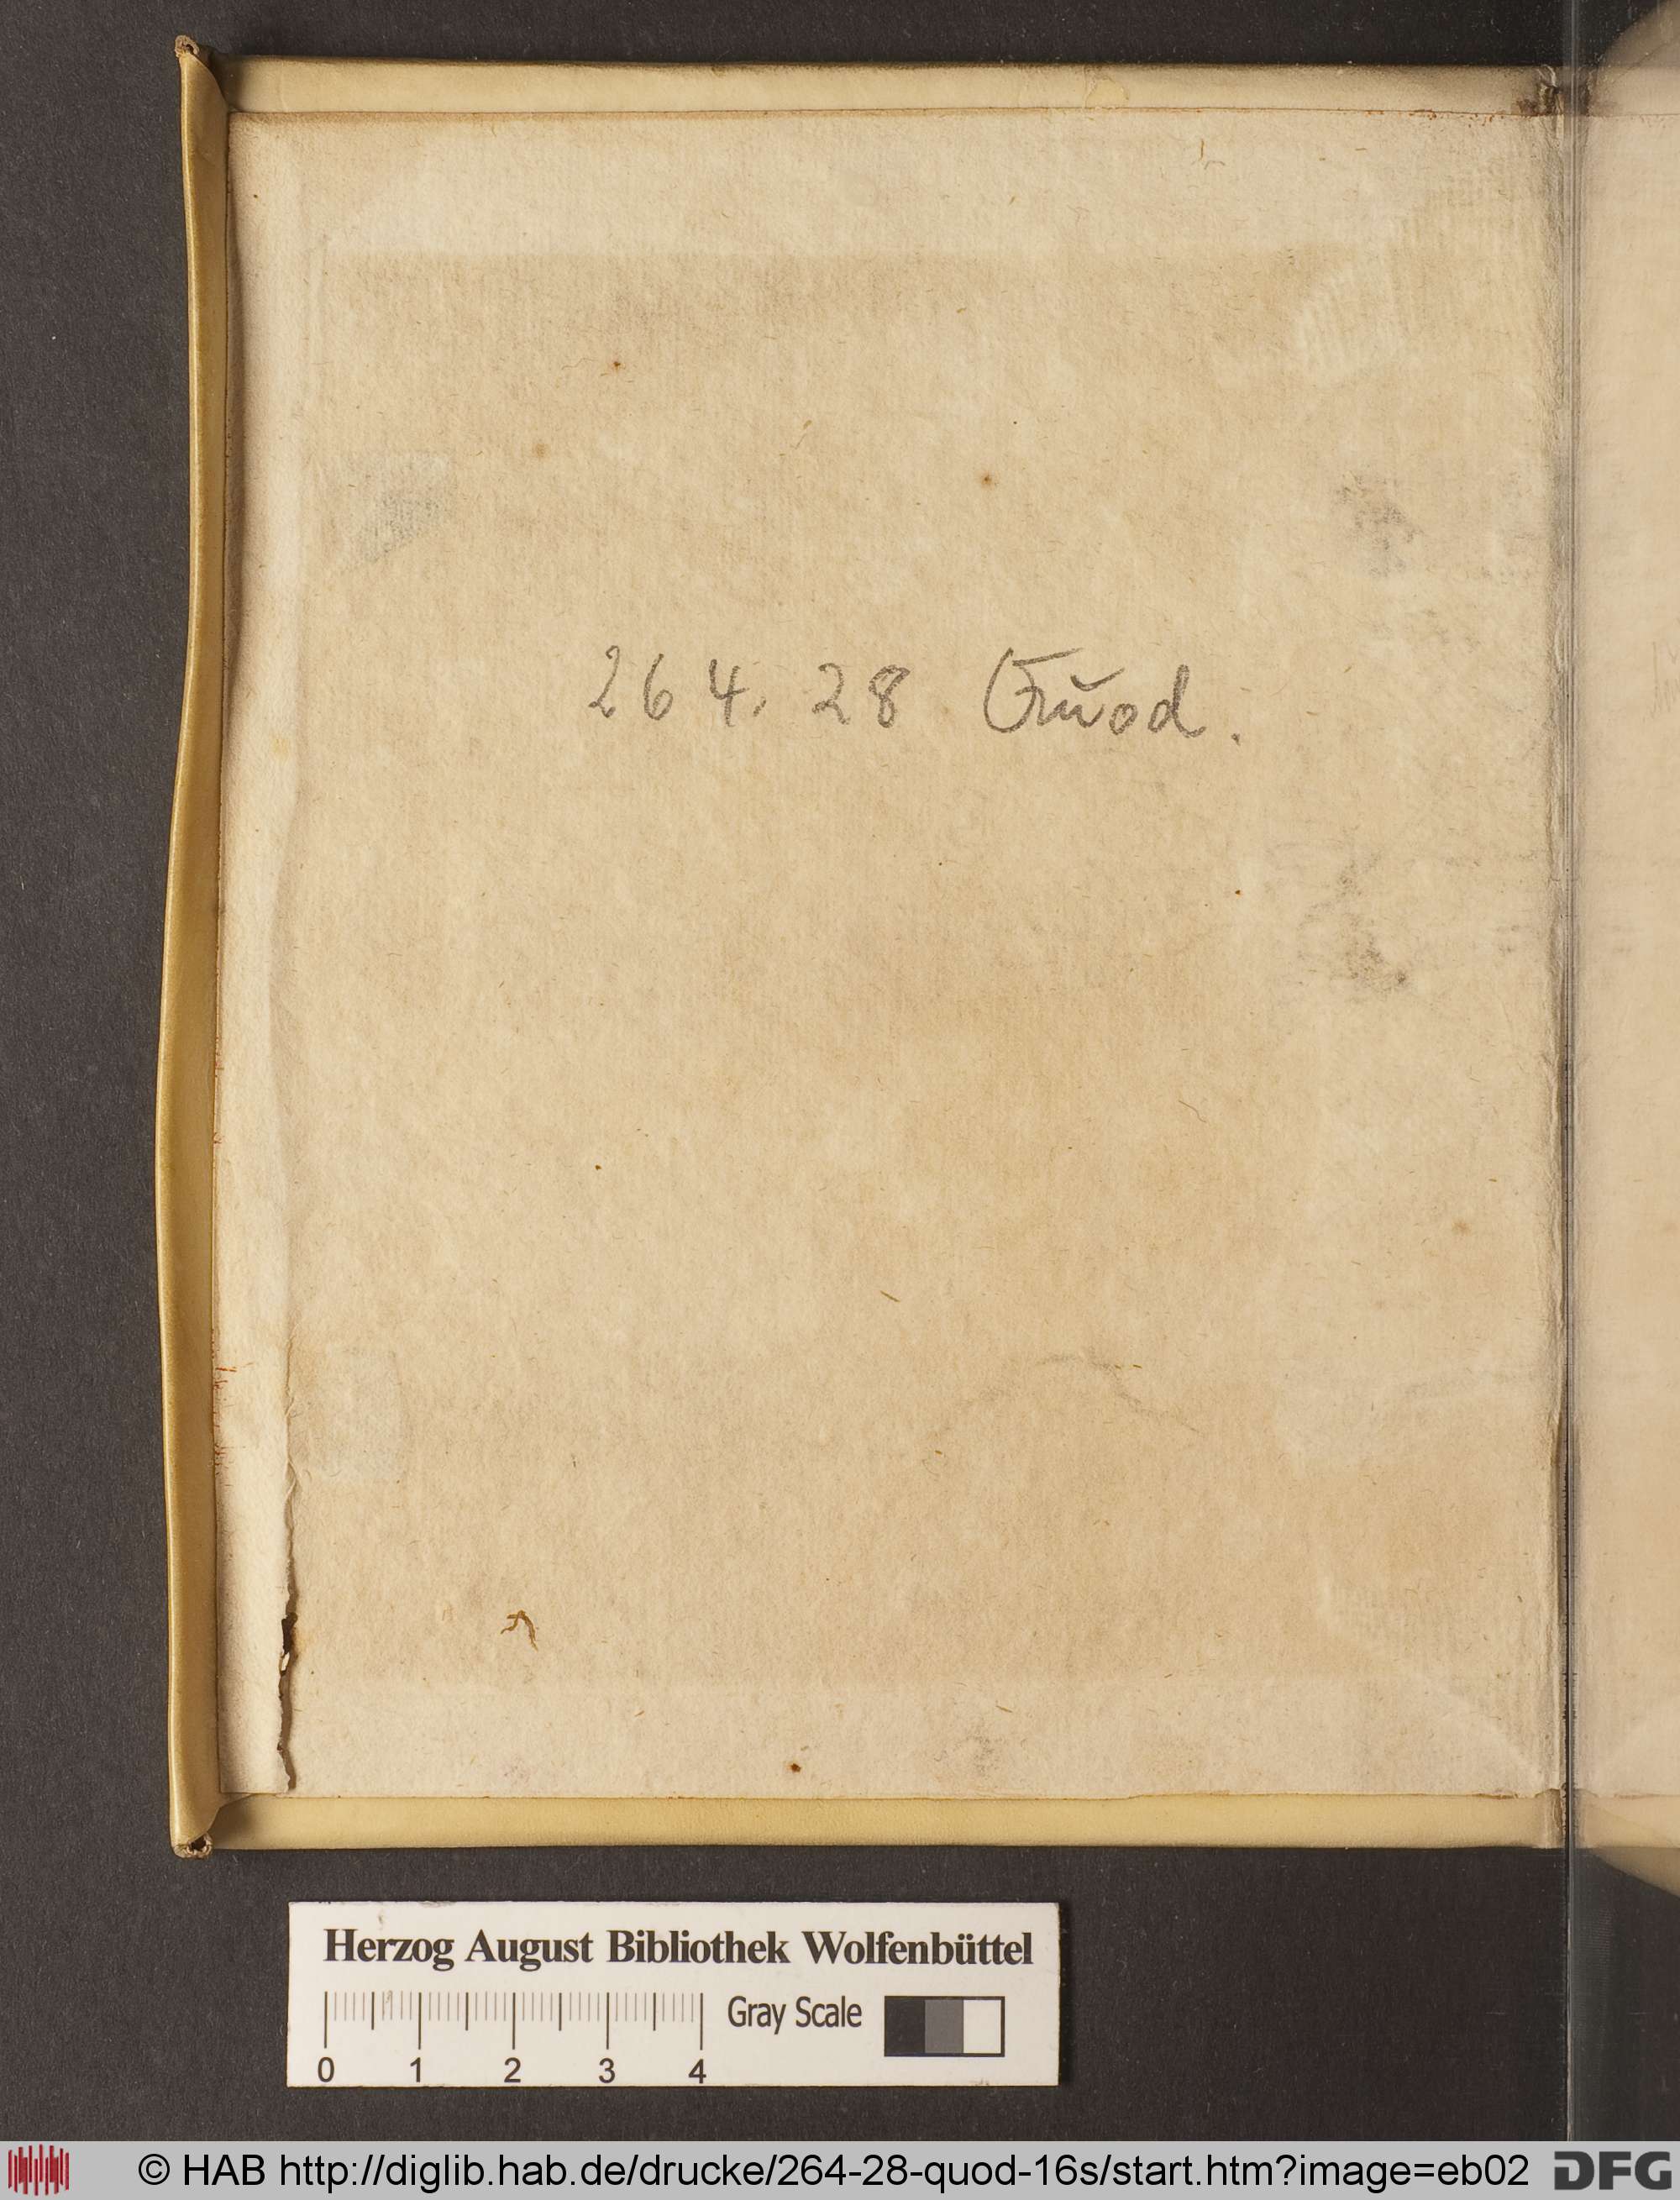 264. 28 Quod.
Herzog August Bibliothek Wolfenbüttel
Gray Scale
0 1 2 3 4
© HAB http://diglib.hab.de/drucke/264-28-quod-16s/start.htm?image=eb02
DFG